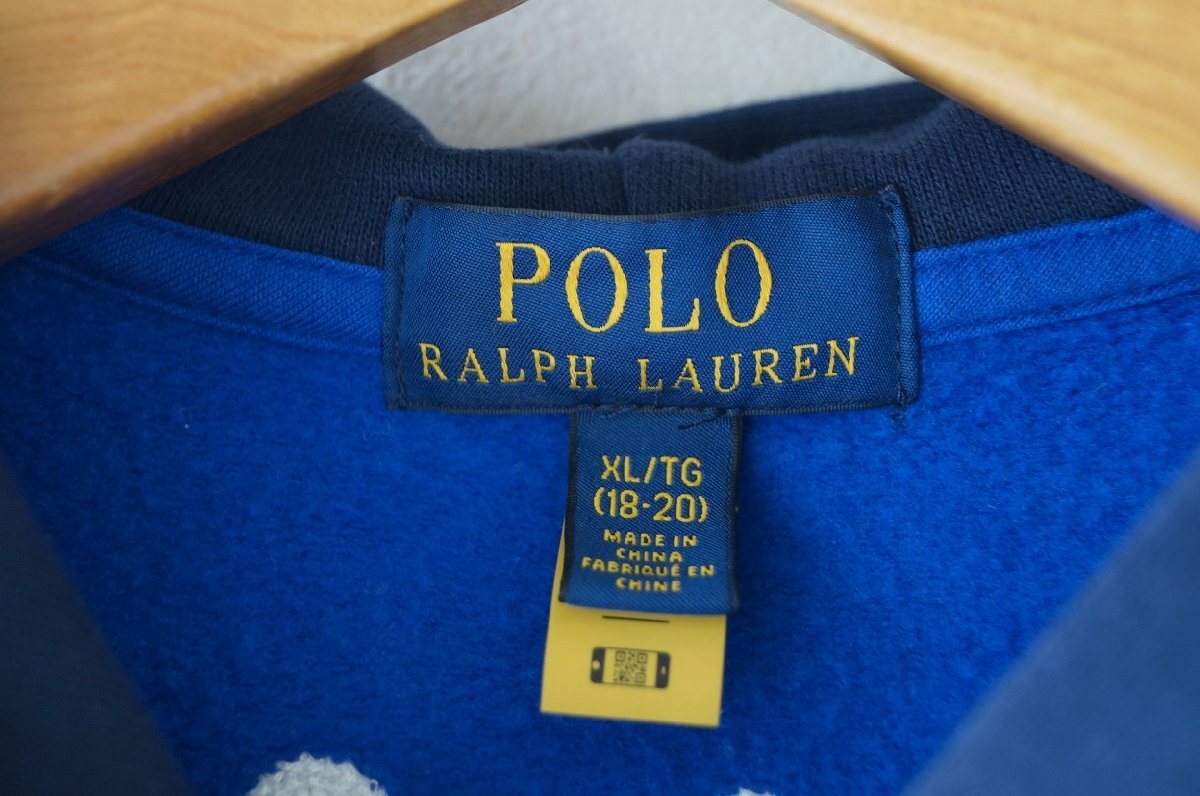 POLO
RALPH LAUREN
XL/TG
(18-20)
MADE IN
CHINA
FABRIQUÉ EN
CHINE